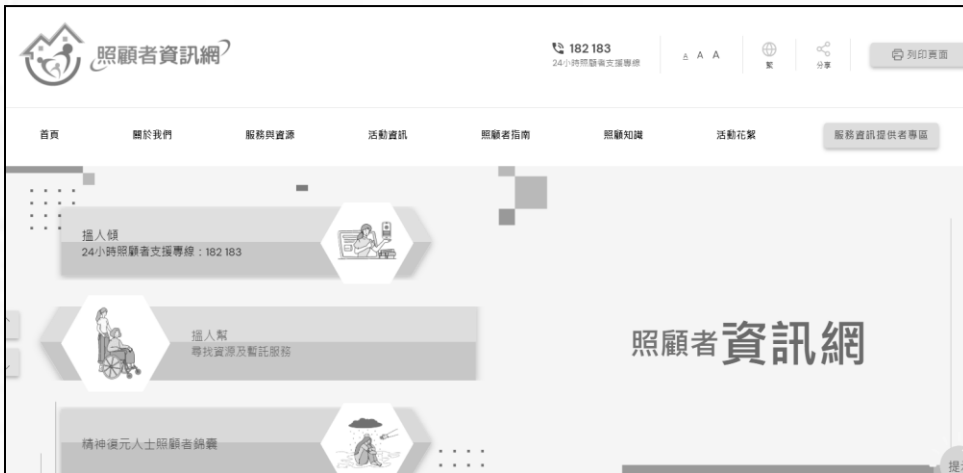 照顧者資訊網
182 183
24小時照顧者支援專線
A A A
繁
分享
列印頁面
首頁
關於我們
服務與資源
活動資訊
照顧者指南
照顧知識
活動花絮
服務資訊提供者專區
搵人傾
24小時照顧者支援專線：182 183
搵人幫
尋找資源及暫託服務
照顧者資訊網
精神復元人士照顧者錦囊